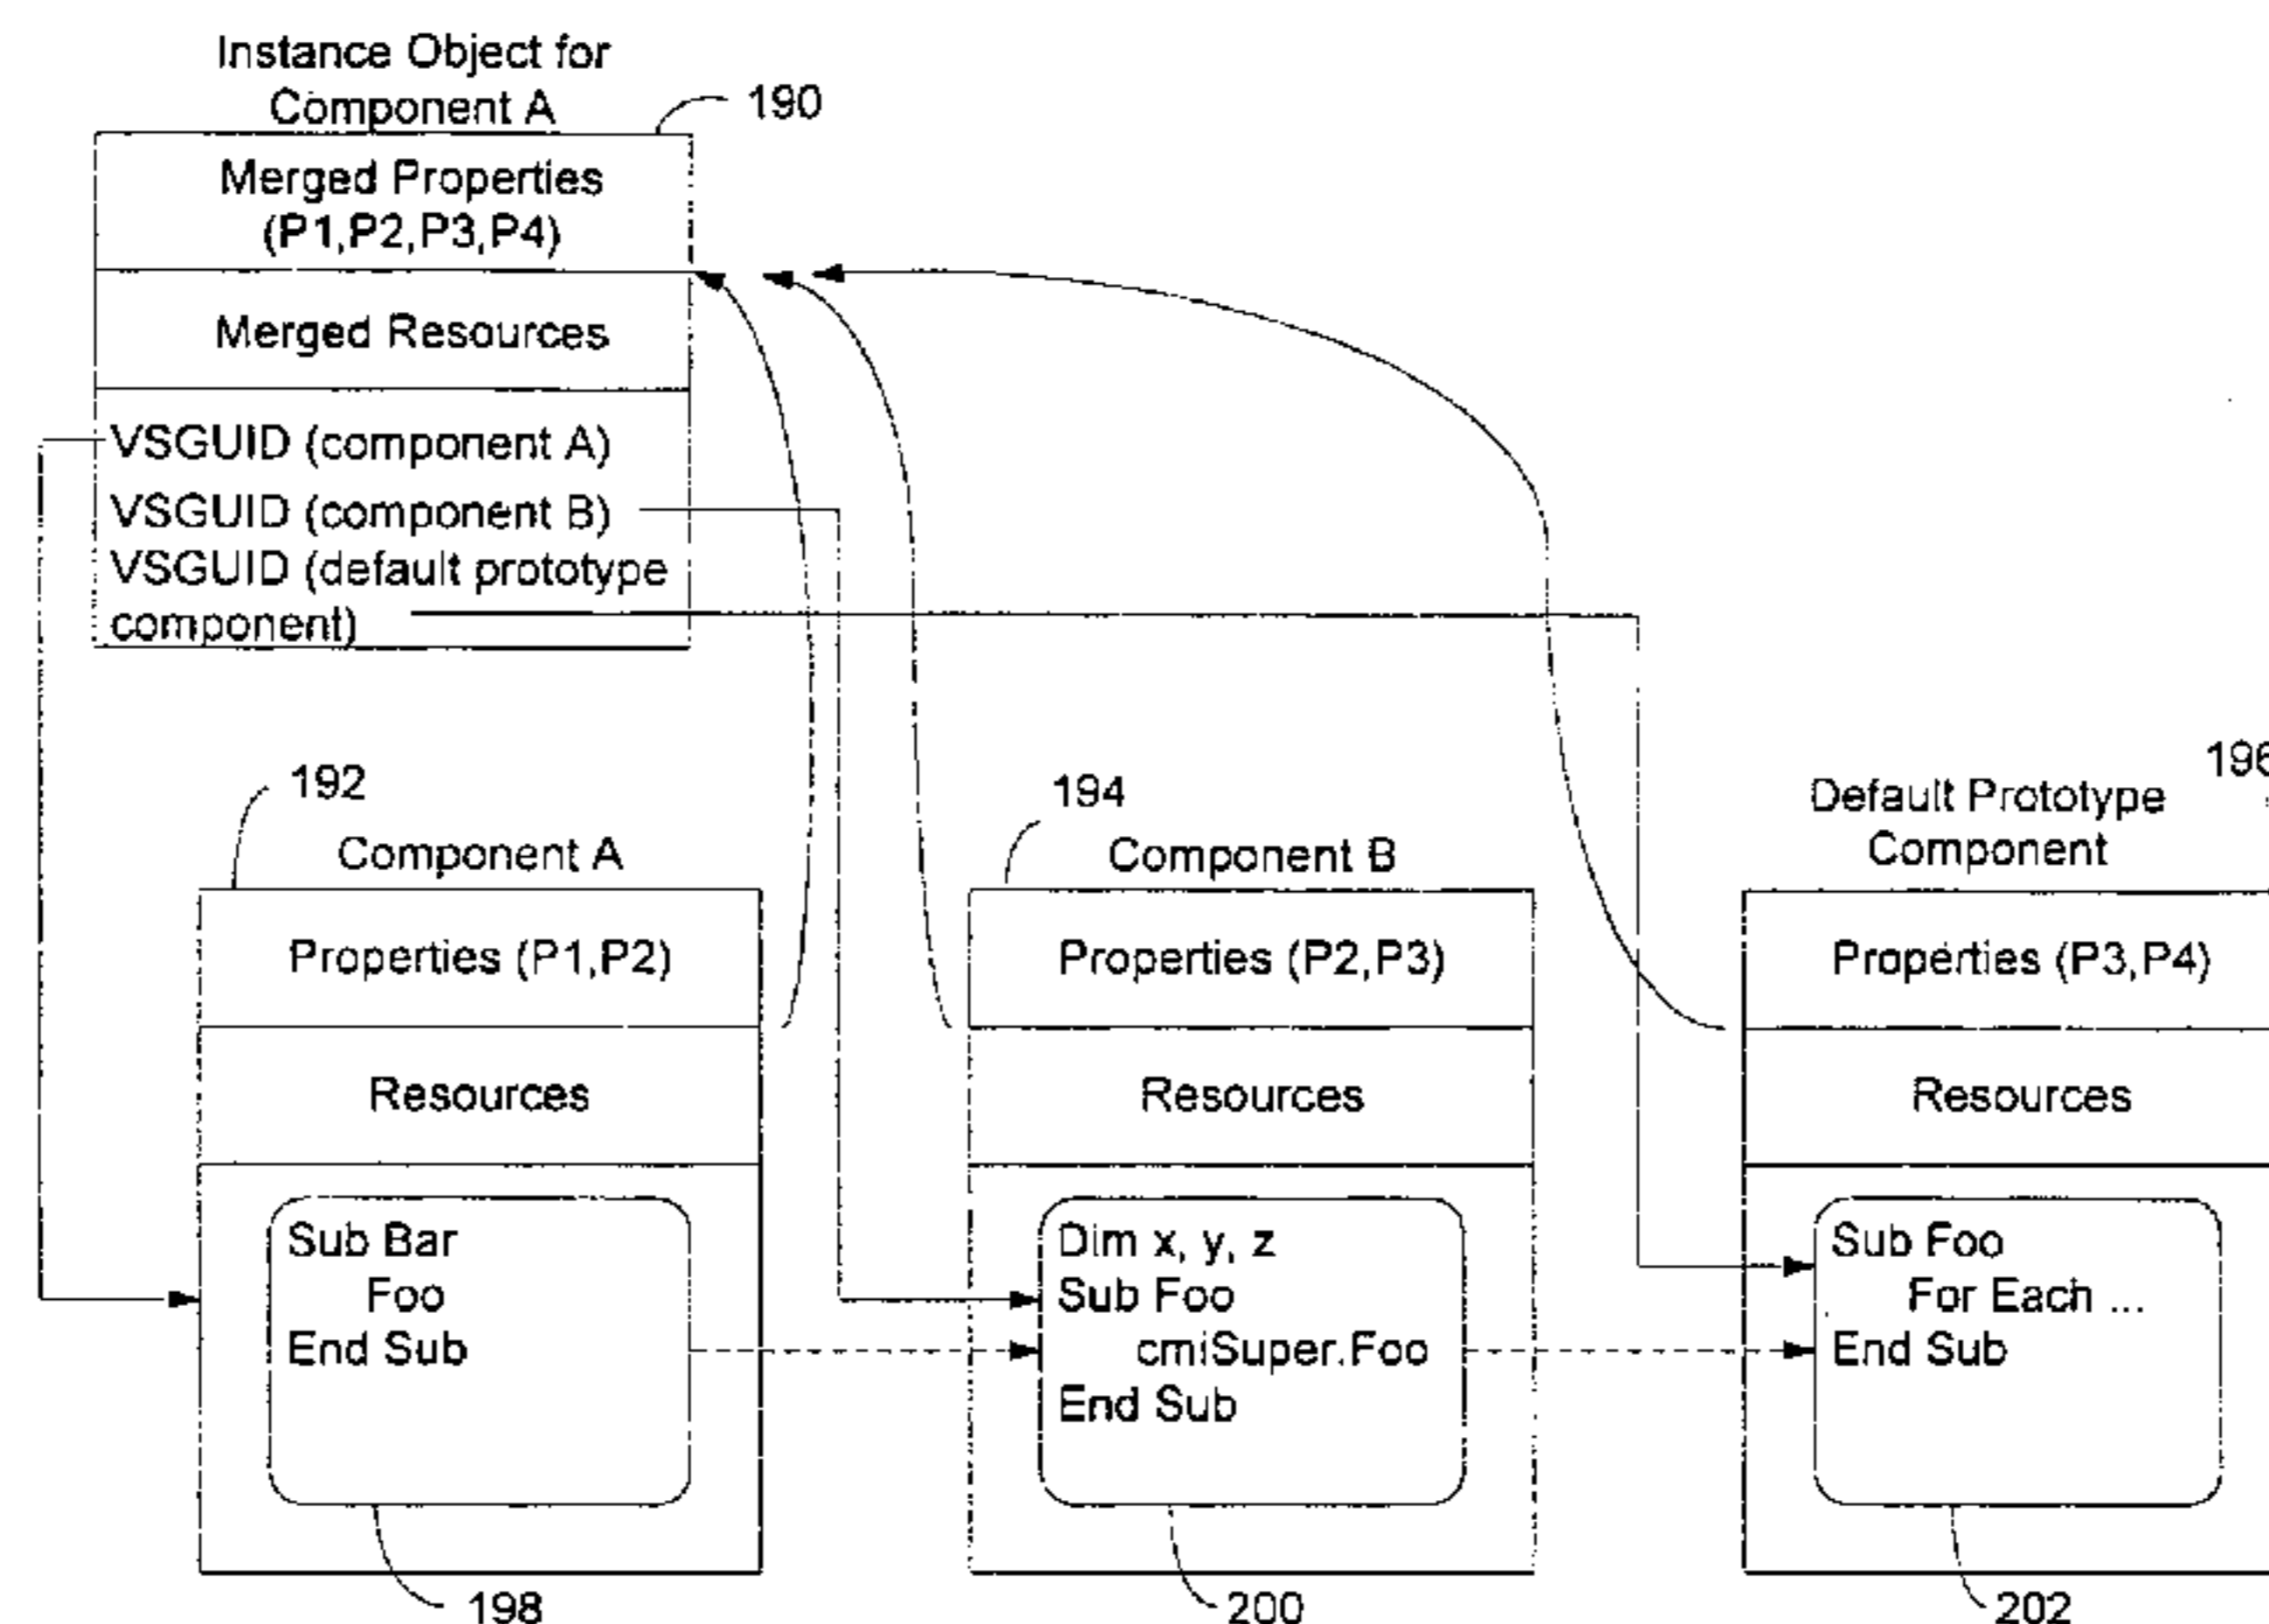 Instance Object for
Component A
190
Merged Properties
(P1,P2,P3,P4)
Merged Resources
VSGUID (component A)
VSGUID (component B)
VSGUID (default prototype
component)
192
Component A
Properties (P1,P2)
Resources
Sub Bar
Foo
End Sub
198
194
Component B
Properties (P2,P3)
Resources
Dim x, y, z
Sub Foo
cmiSuper.Foo
End Sub
200
196
Default Prototype
Component
Properties (P3,P4)
Resources
Sub Foo
For Each ...
End Sub
202